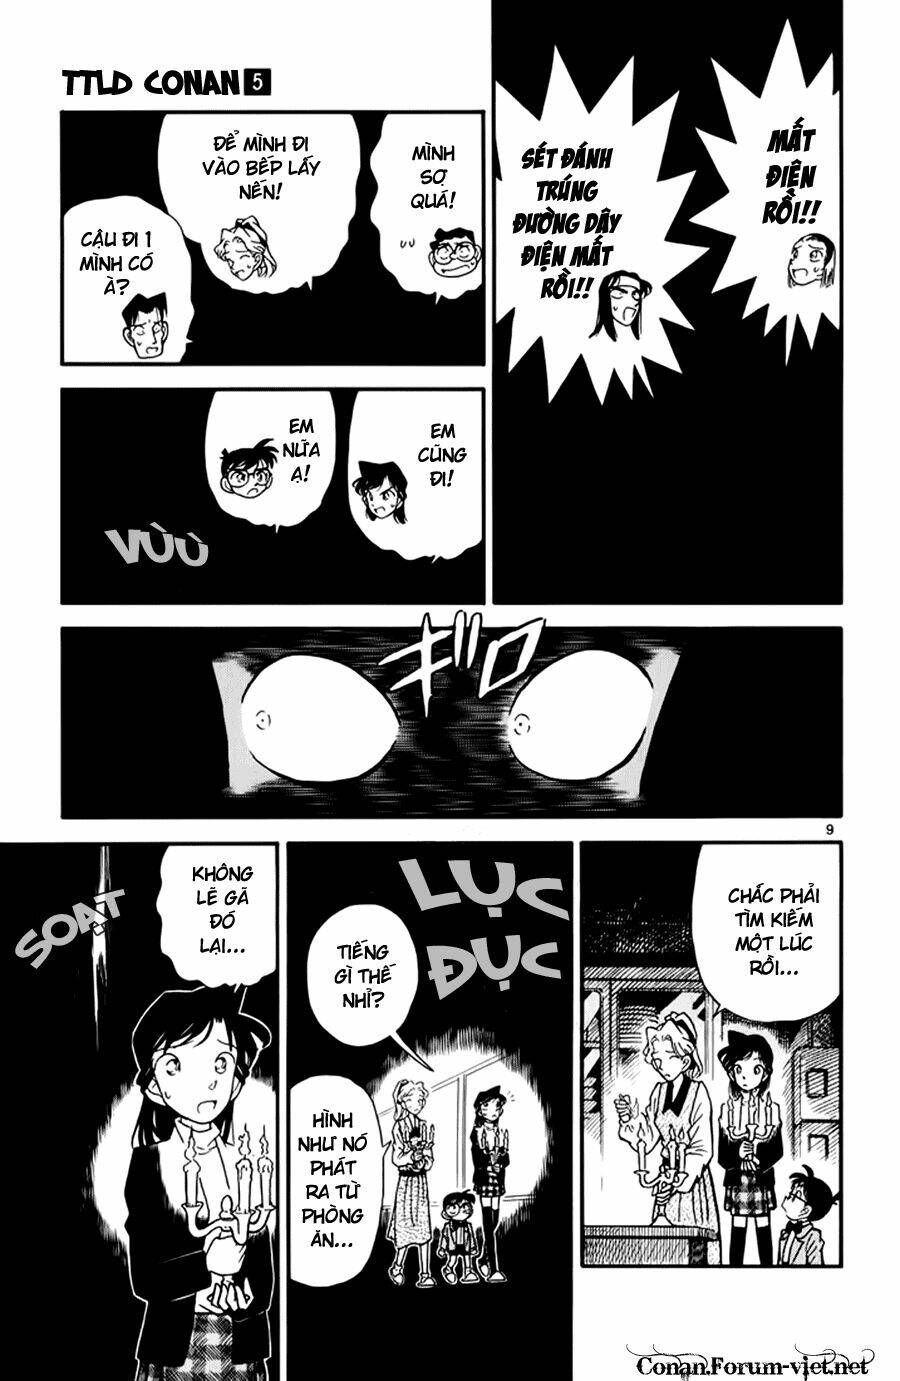 TTLD CONAN 5
MẤT
ĐIỆN
RỒI!!
SÉT ĐÁNH
TRÚNG
ĐƯỜNG DÂY
ĐIỆN MẤT
RỒI!!
MÌNH
SỢ
QUÁ!
ĐỂ MÌNH ĐI
VÀO BẾP LẤY
NẾN!
CẬU ĐI 1
MÌNH CÓ
À?
EM
CŨNG
ĐI!
EM
NỮA
Ạ!
VÙÙ
ギロ
9
CHẮC PHẢI
TÌM KIẾM
MỘT LÚC
RỒI...
LỤC
ĐỤC
TIẾNG
GÌ THẾ
NHỈ?
HÌNH
NHƯ NÓ
PHÁT
RA TỪ
PHÒNG
ĂN...
KHÔNG
LẼ GÃ
ĐÓ
LẠI...
SOẠT
Conan.Forum-viet.net